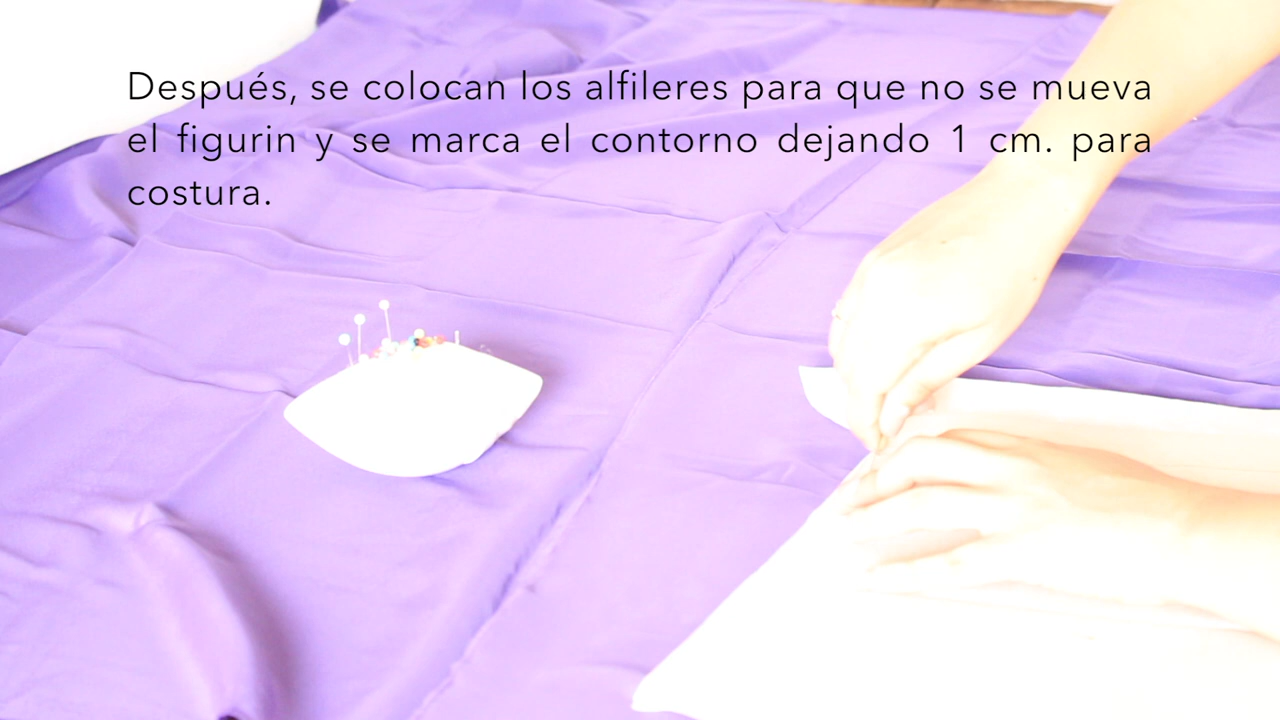 Después, se colocan los alfileres para que no se mueva
el figurin y se marca el contorno dejando 1 cm. para
costura.